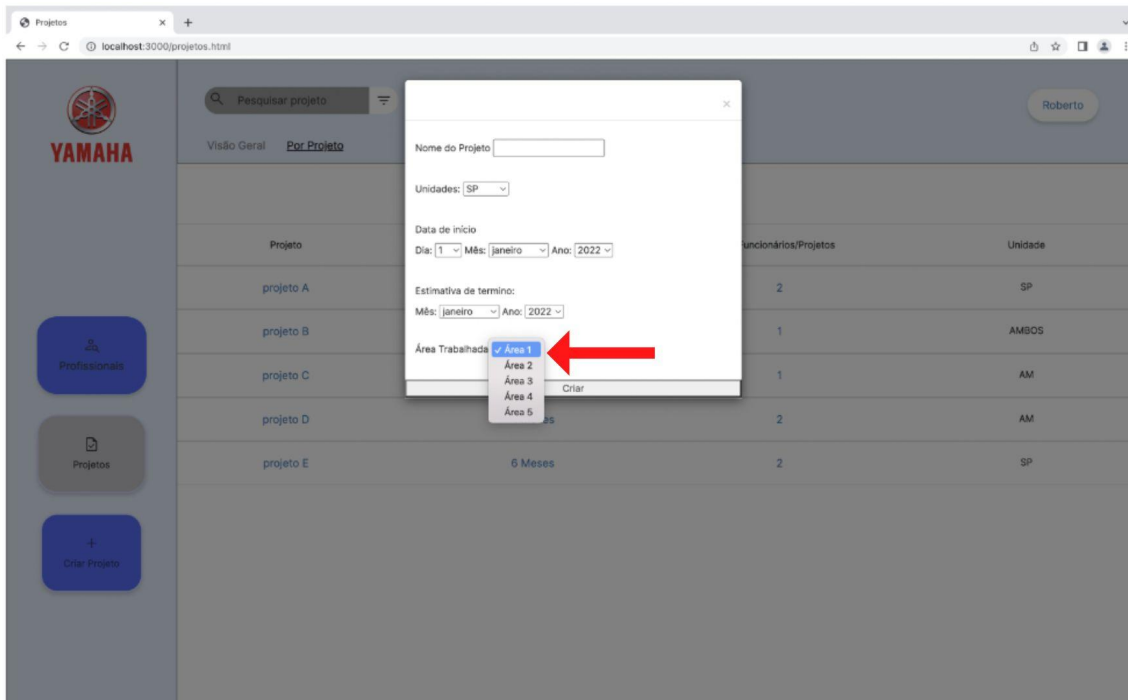 Projetos
localhost:3000/projetos.html
YAMAHA
Pesquisar projeto
Roberto
Visão Geral Por Projeto
Nome do Projeto
Unidades: SP
Data de início
Dia: 1 Mês: janeiro Ano: 2022
Estimativa de termino:
Mês: janeiro Ano: 2022
Área Trabalhada ✓ Área 1
Área 2
Área 3
Área 4
Área 5
Criar
Projeto Funcionários/Projetos Unidade
projeto A 2 SP
projeto B 1 AMBOS
projeto C 1 AM
projeto D es 2 AM
projeto E 6 Meses 2 SP
Profissionais
Projetos
Criar Projeto